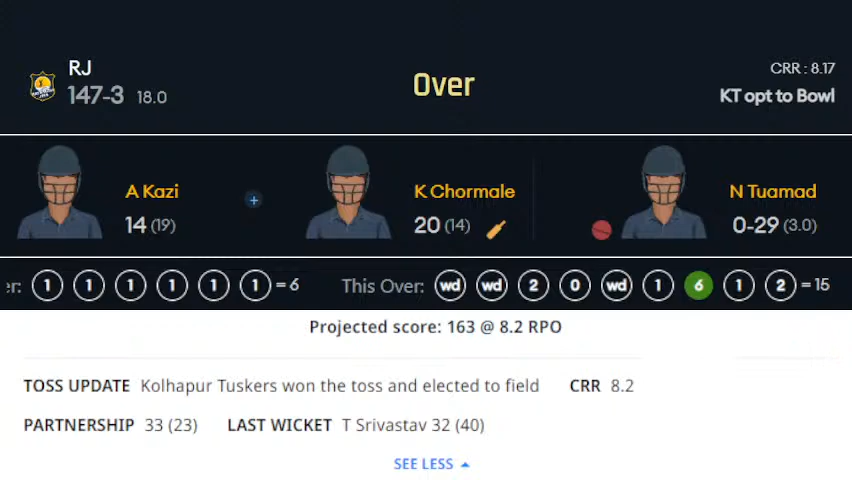 RJ
147-3 18.0
Over
CRR : 8.17
KT opt to Bowl
A Kazi
14 (19)
+
K Chormale
20 (14)
N Tuamad
0-29 (3.0)
er: 1 1 1 1 1 1 = 6
This Over: wd wd 2 0 wd 1 6 1 2 = 15
Projected score: 163 @ 8.2 RPO
TOSS UPDATE Kolhapur Tuskers won the toss and elected to field CRR 8.2
PARTNERSHIP 33 (23) LAST WICKET T Srivastav 32 (40)
SEE LESS